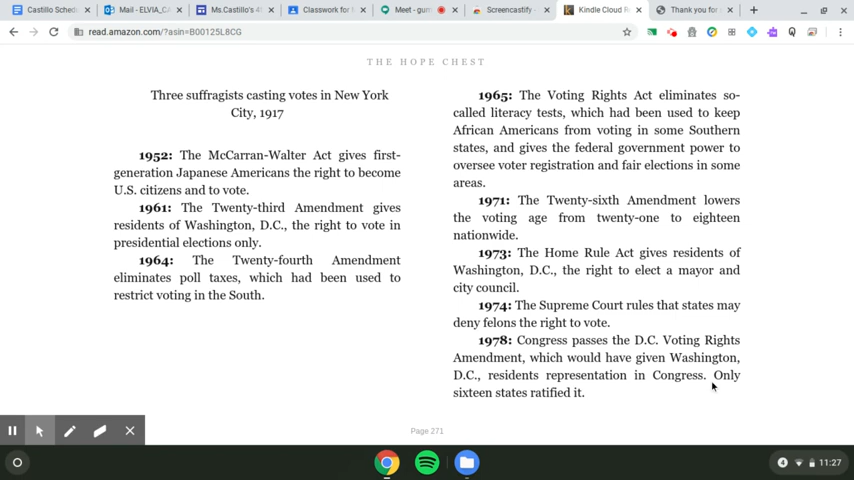 Castillo Schedu
Mail - ELVIA_CA
Ms.Castillo's 4t
Classwork for
Meet - gum
Screencastify -
Kindle Cloud R
Thank you for
read.amazon.com/?asin=B00125L8CG
THE HOPE CHEST
Three suffragists casting votes in New York
City, 1917
1952: The McCarran-Walter Act gives first-
generation Japanese Americans the right to become
U.S. citizens and to vote.
1961: The Twenty-third Amendment gives
residents of Washington, D.C., the right to vote in
presidential elections only.
1964: The Twenty-fourth Amendment
eliminates poll taxes, which had been used to
restrict voting in the South.
1965: The Voting Rights Act eliminates so-
called literacy tests, which had been used to keep
African Americans from voting in some Southern
states, and gives the federal government power to
oversee voter registration and fair elections in some
areas.
1971: The Twenty-sixth Amendment lowers
the voting age from twenty-one to eighteen
nationwide.
1973: The Home Rule Act gives residents of
Washington, D.C., the right to elect a mayor and
city council.
1974: The Supreme Court rules that states may
deny felons the right to vote.
1978: Congress passes the D.C. Voting Rights
Amendment, which would have given Washington,
D.C., residents representation in Congress. Only
sixteen states ratified it.
Page 271
4
11:27